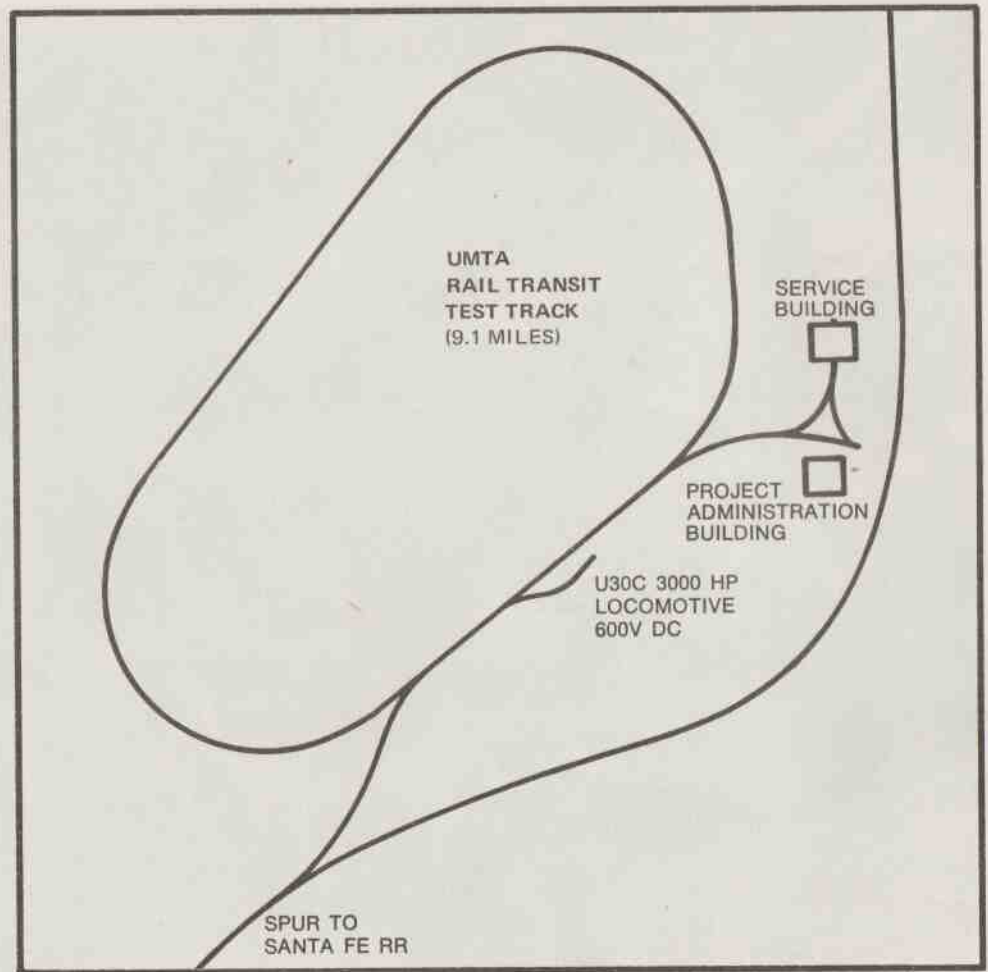 UMTA
RAIL TRANSIT
TEST TRACK
(9.1 MILES)
SERVICE
BUILDING
PROJECT
ADMINISTRATION
BUILDING
U30C 3000 HP
LOCOMOTIVE
600V DC
SPUR TO
SANTA FE RR